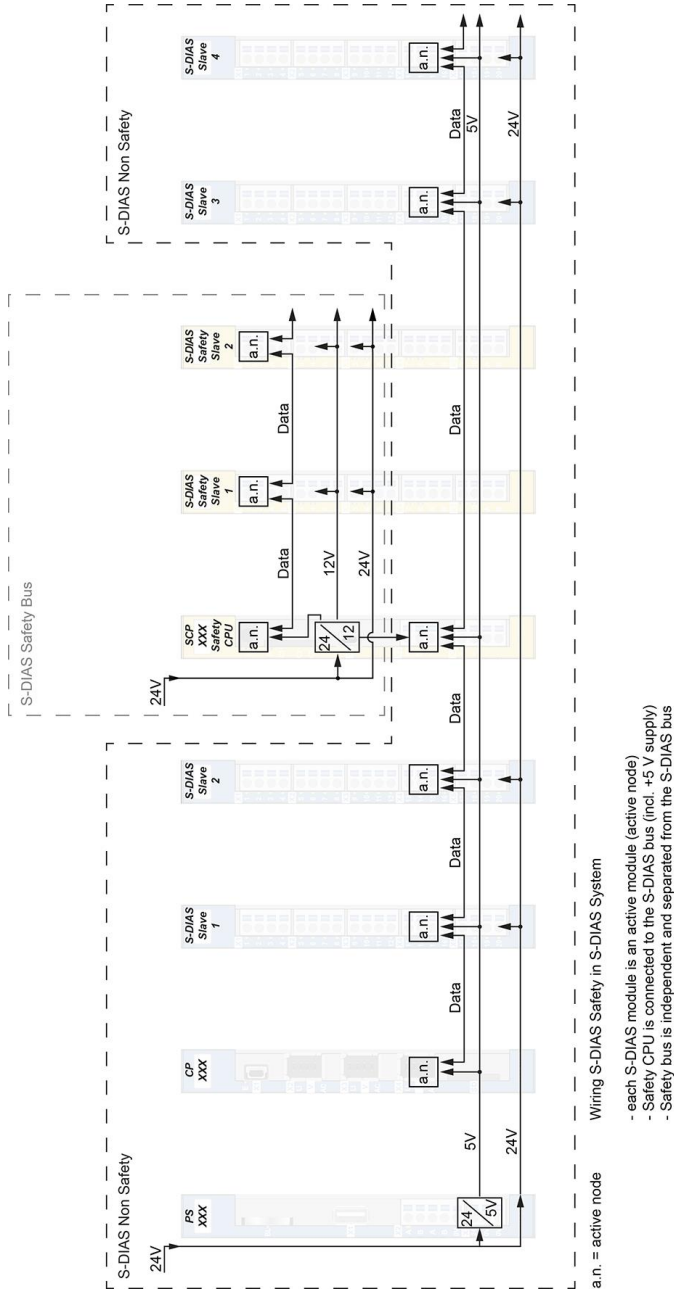 S-DIAS Safety Bus
S-DIAS Non Safety
S-DIAS Non Safety
24V
24V
PS
XXX
CP
XXX
S-DIAS
Slave
1
S-DIAS
Slave
2
SCP
XXX
Safety
CPU
S-DIAS
Safety
Slave
1
S-DIAS
Safety
Slave
2
S-DIAS
Slave
3
S-DIAS
Slave
4
a.n.
a.n.
a.n.
Data
Data
24/12
12V
24V
a.n.
a.n.
a.n.
a.n.
a.n.
a.n.
Data
Data
Data
Data
Data
24/5V
5V
5V
24V
24V
a.n. = active node
Wiring S-DIAS Safety in S-DIAS System
- each S-DIAS module is an active module (active node)
- Safety CPU is connected to the S-DIAS bus (incl. +5 V supply)
- Safety bus is independent and separated from the S-DIAS bus